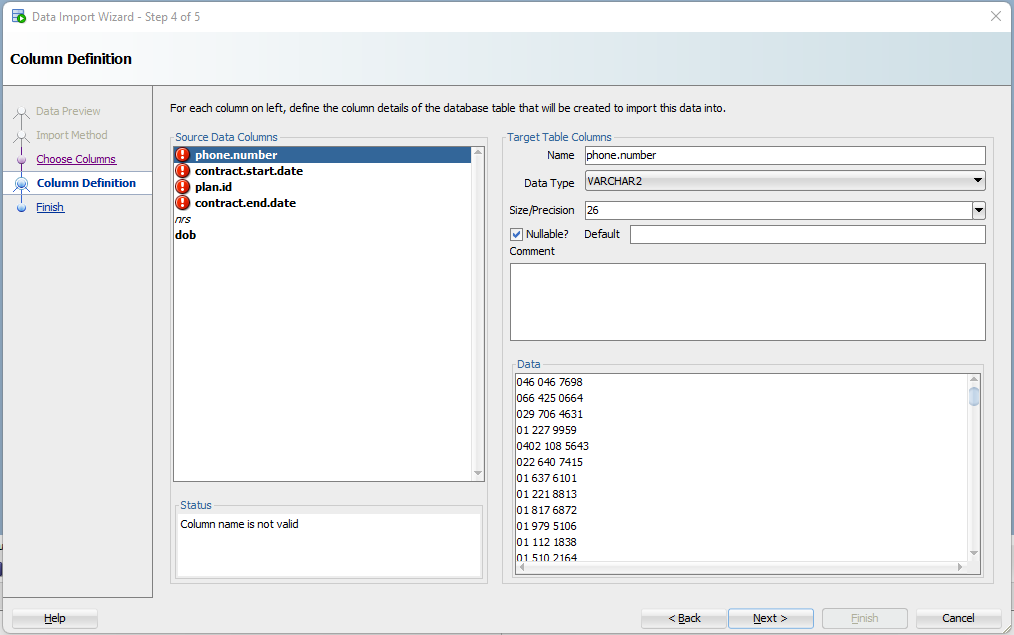 Data Import Wizard - Step 4 of 5
Column Definition
Data Preview
Import Method
Choose Columns
Column Definition
Finish
For each column on left, define the column details of the database table that will be created to import this data into.
Source Data Columns
phone.number
contract.start.date
plan.id
contract.end.date
nrs
dob
Status
Column name is not valid
Target Table Columns
Name phone.number
Data Type VARCHAR2
Size/Precision 26
Nullable? Default
Comment
Data
046 046 7698
066 425 0664
029 706 4631
01 227 9959
0402 108 5643
022 640 7415
01 637 6101
01 221 8813
01 817 6872
01 979 5106
01 112 1838
01 510 2164
Help
< Back
Next >
Finish
Cancel